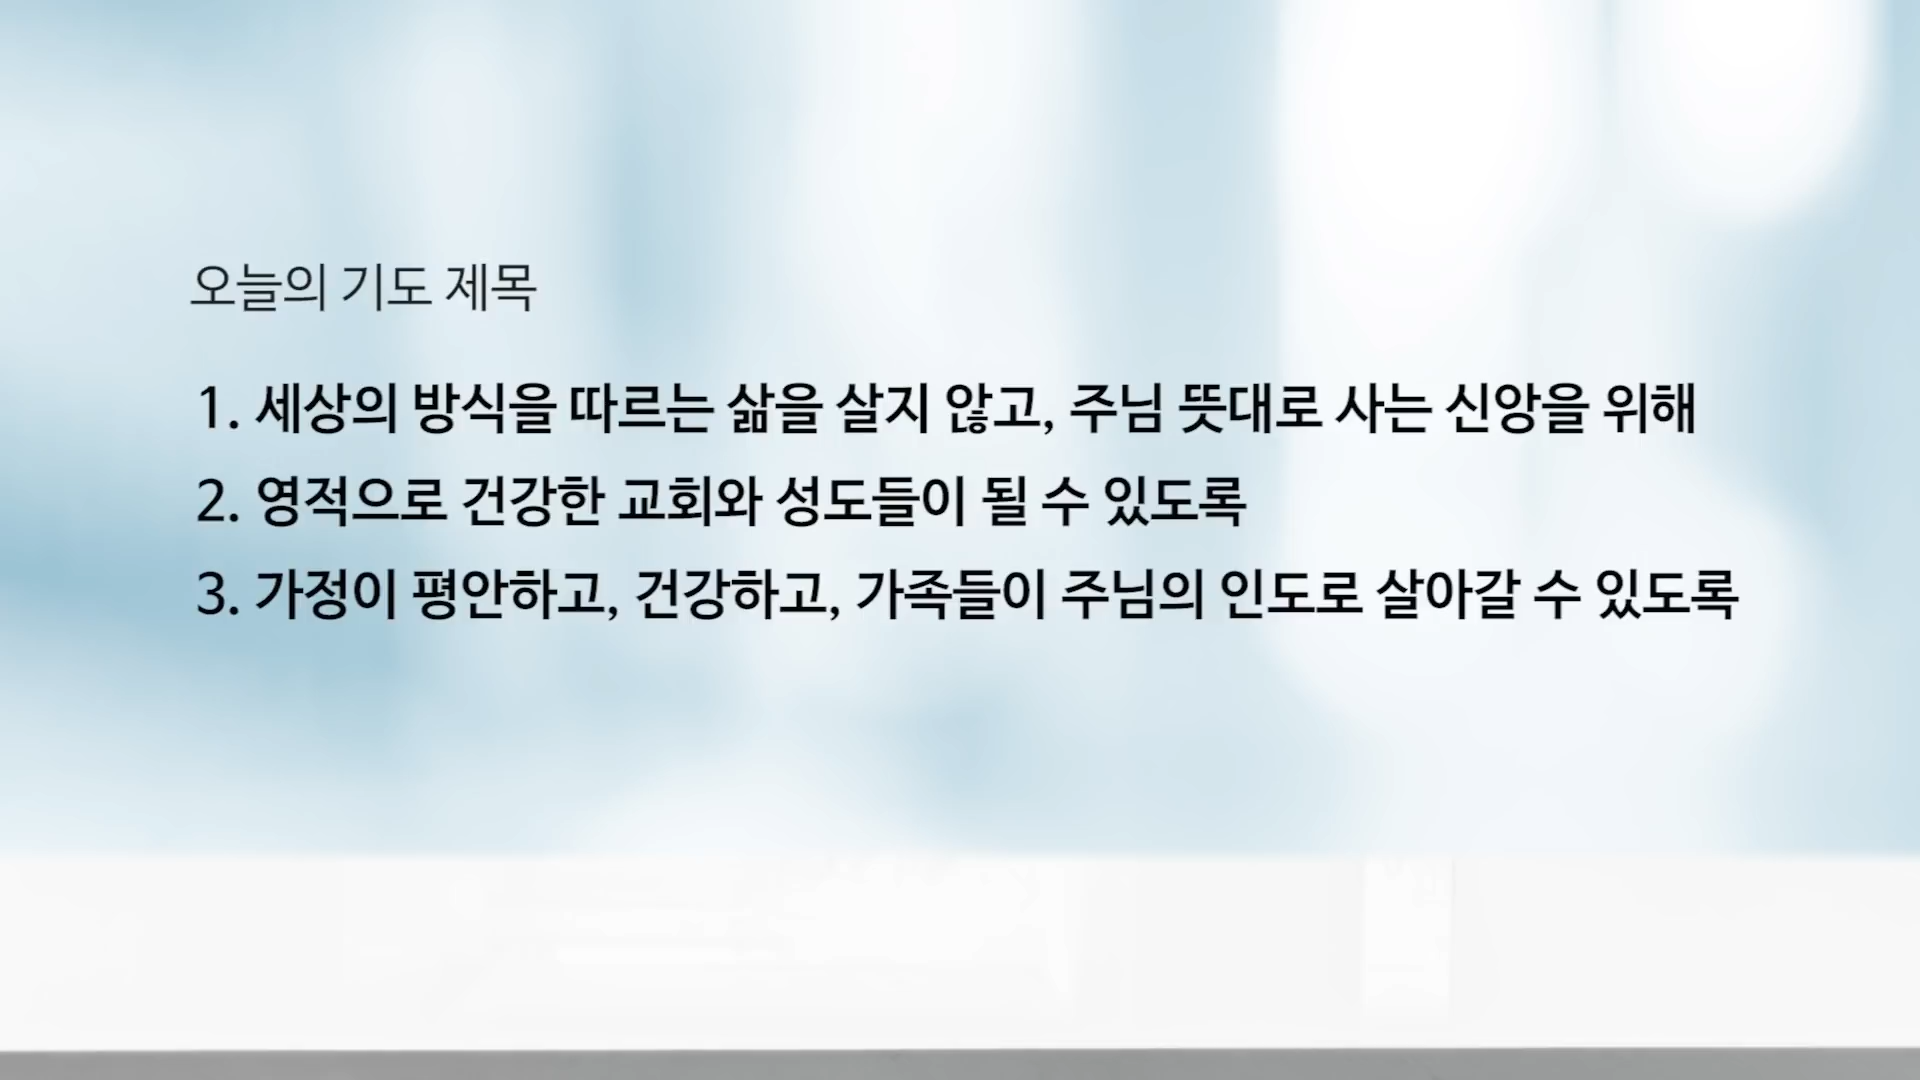 오늘의 기도 제목
1. 세상의 방식을 따르는 삶을 살지 않고, 주님 뜻대로 사는 신앙을 위해
2. 영적으로 건강한 교회와 성도들이 될 수 있도록
3. 가정이 평안하고, 건강하고, 가족들이 주님의 인도로 살아갈 수 있도록